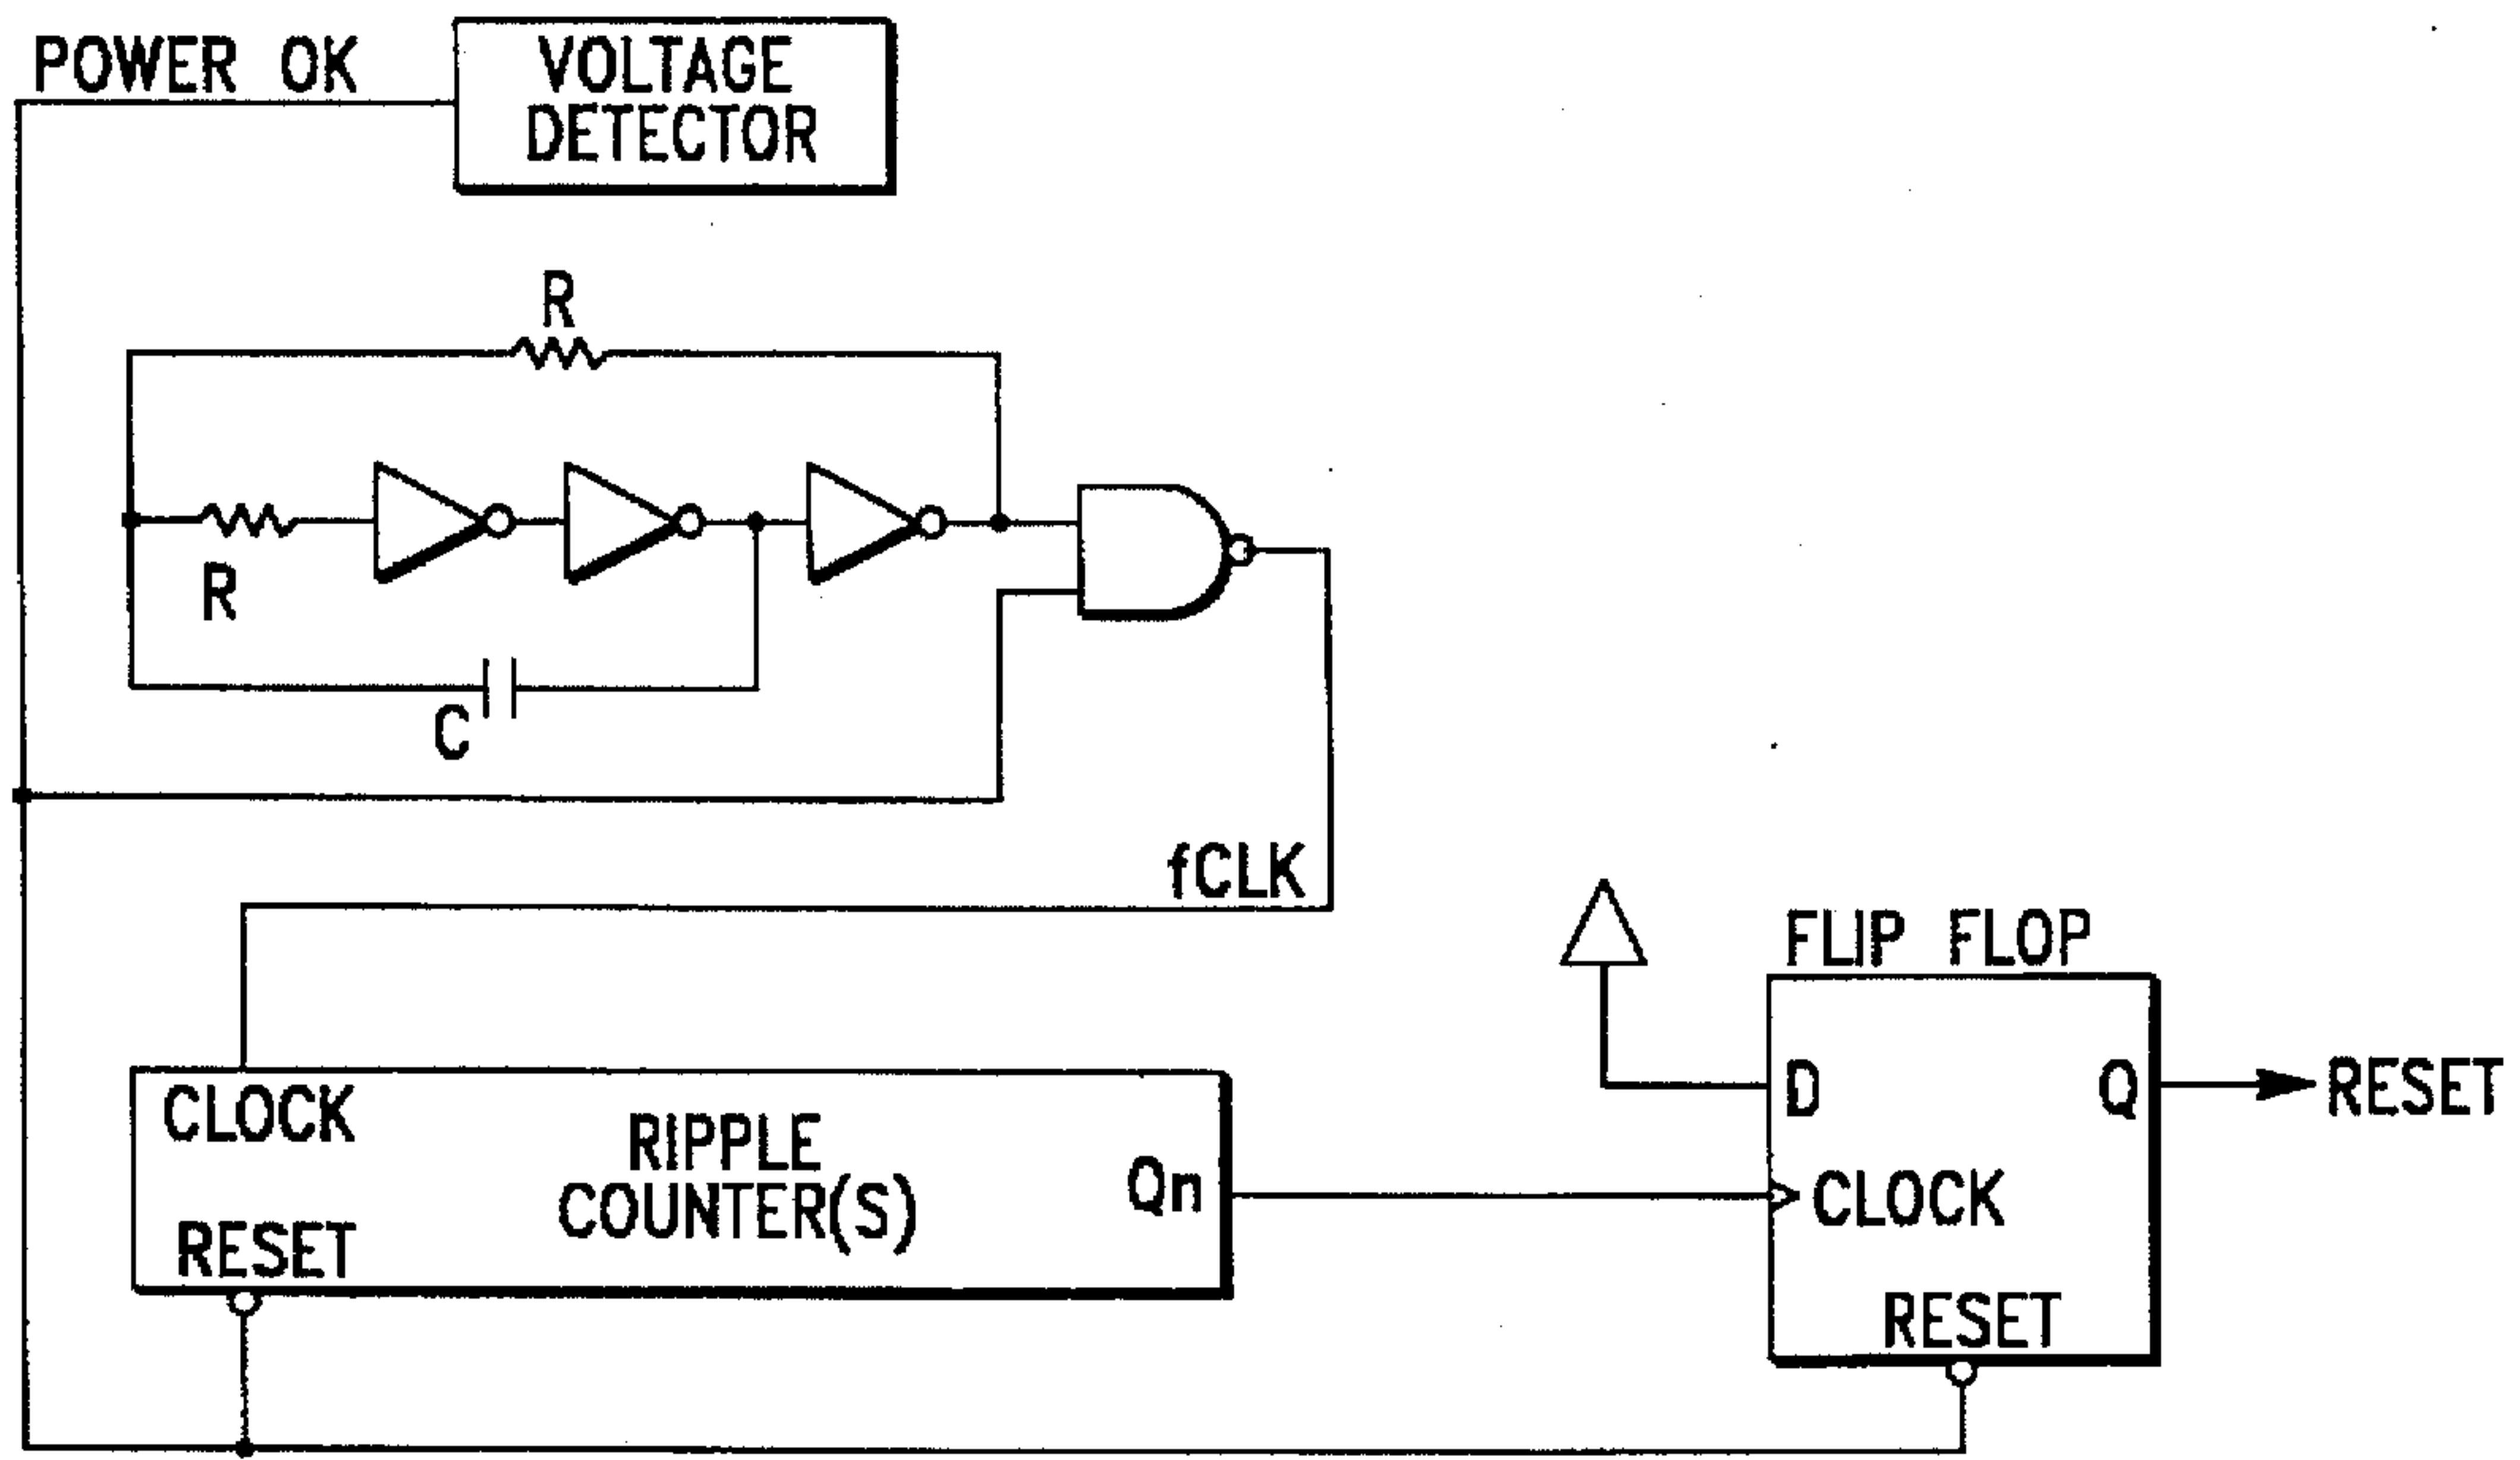 POWER OK
VOLTAGE
DETECTOR
R
R
C
fCLK
FLIP FLOP
D
Q
RESET
CLOCK
RIPPLE
COUNTER(S)
Qn
CLOCK
RESET
RESET